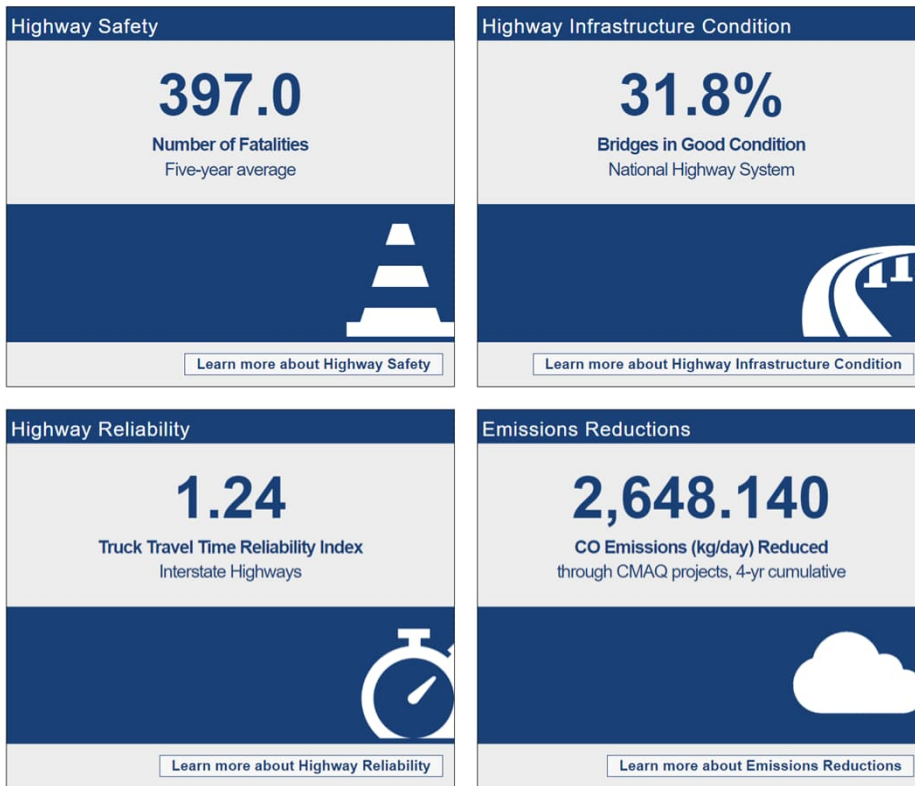 Highway Safety
397.0
Number of Fatalities
Five-year average
Learn more about Highway Safety
Highway Infrastructure Condition
31.8%
Bridges in Good Condition
National Highway System
Learn more about Highway Infrastructure Condition
Highway Reliability
1.24
Truck Travel Time Reliability Index
Interstate Highways
Learn more about Highway Reliability
Emissions Reductions
2,648.140
CO Emissions (kg/day) Reduced
through CMAQ projects, 4-yr cumulative
Learn more about Emissions Reductions